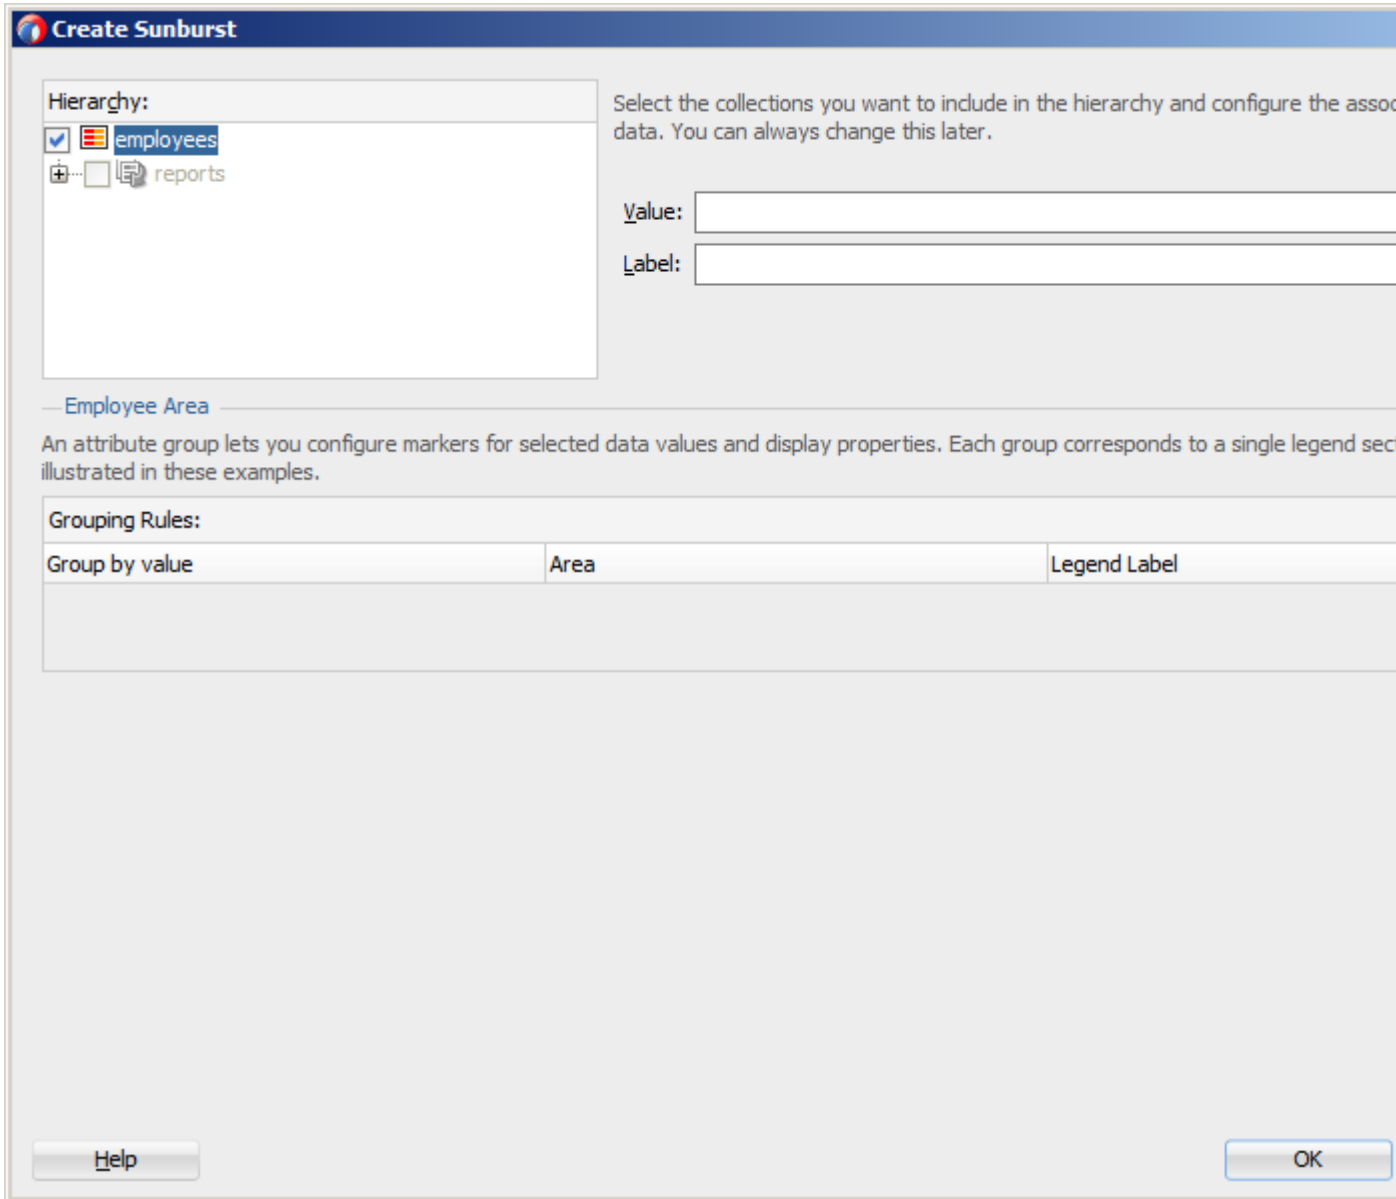 Create Sunburst
Hierarchy:
employees
reports
Select the collections you want to include in the hierarchy and configure the
data. You can always change this later.
Value:
Label:
Employee Area
An attribute group lets you configure markers for selected data values and display properties. Each group corresponds to a single legend
illustrated in these examples.
Grouping Rules:
Group by value
Area
Legend Label
Help
OK